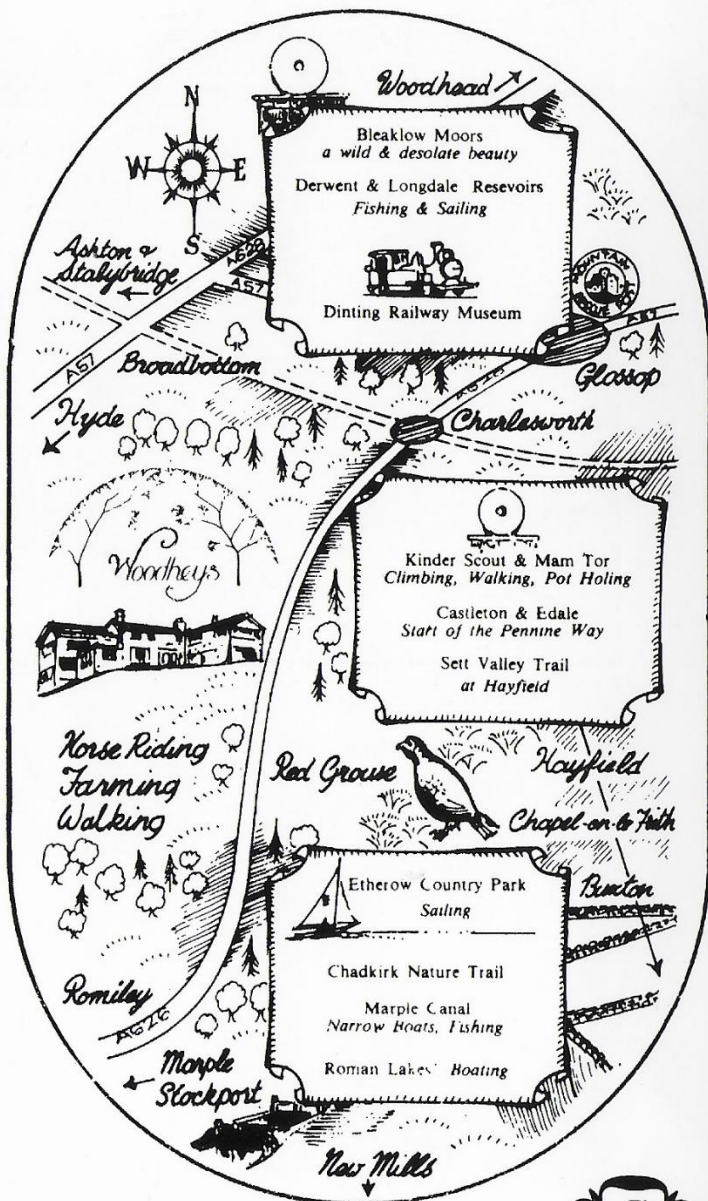 Woodhead
N
W E
S
Bleaklow Moors
a wild & desolate beauty
Derwent & Longdale Resevoirs
Fishing & Sailing
Dinting Railway Museum
Ashton &
Stalybridge
A628
A57
MOUNTAIN
RESCUE POST
A57
A57
Broadbottom
A626
Glossop
Hyde
Charlesworth
Woodheys
Kinder Scout & Mam Tor
Climbing, Walking, Pot Holing
Castleton & Edale
Start of the Pennine Way
Sett Valley Trail
at Hayfield
Horse Riding
Farming
Walking
Red Grouse
Hayfield
Chapel-en-le Frith
Buxton
Etherow Country Park
Sailing
Chadkirk Nature Trail
Marple Canal
Narrow Boats, Fishing
Roman Lakes' Boating
Romiley
A626
Marple
Stockport
New Mills